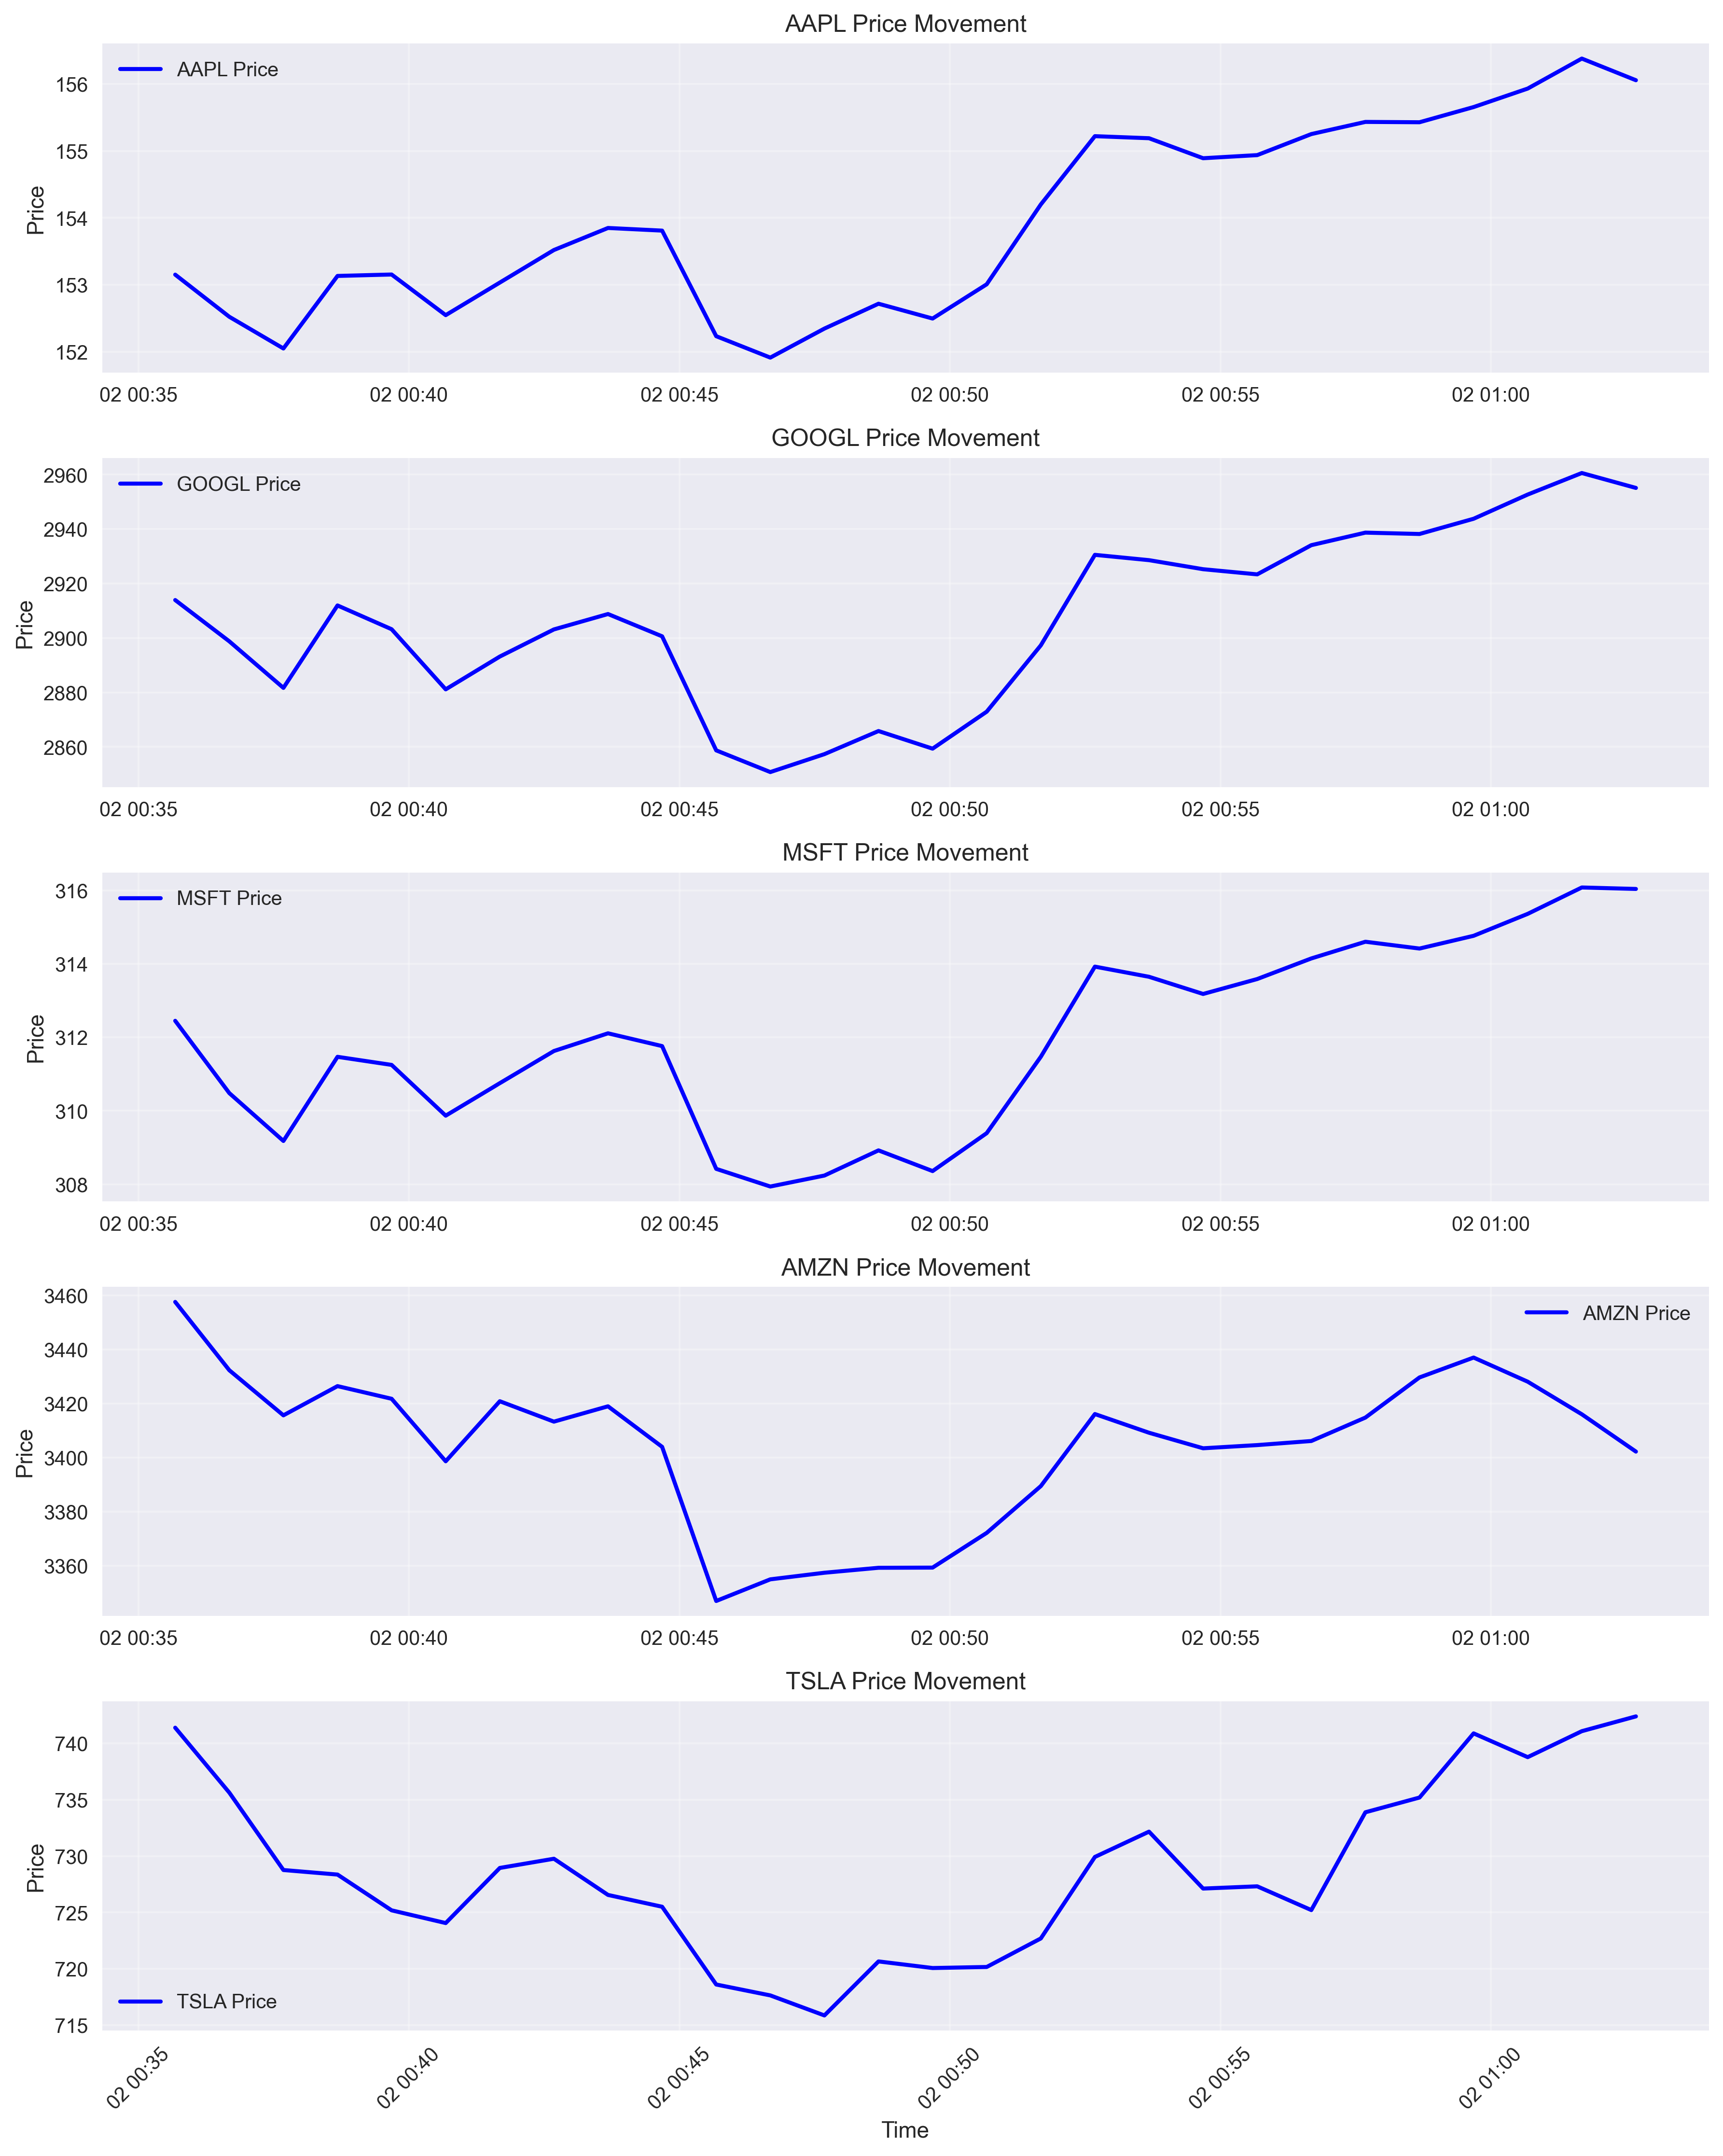 AAPL Price Movement
AAPL Price
156
155
154
153
152
Price
02 00:35 02 00:40 02 00:45 02 00:50 02 00:55 02 01:00
GOOGL Price Movement
GOOGL Price
2960
2940
2920
2900
2880
2860
Price
02 00:35 02 00:40 02 00:45 02 00:50 02 00:55 02 01:00
MSFT Price Movement
MSFT Price
316
314
312
310
308
Price
02 00:35 02 00:40 02 00:45 02 00:50 02 00:55 02 01:00
AMZN Price Movement
AMZN Price
3460
3440
3420
3400
3380
3360
Price
02 00:35 02 00:40 02 00:45 02 00:50 02 00:55 02 01:00
TSLA Price Movement
740
735
730
725
720
715
Price
TSLA Price
02 00:35 02 00:40 02 00:45 02 00:50 02 00:55 02 01:00
Time